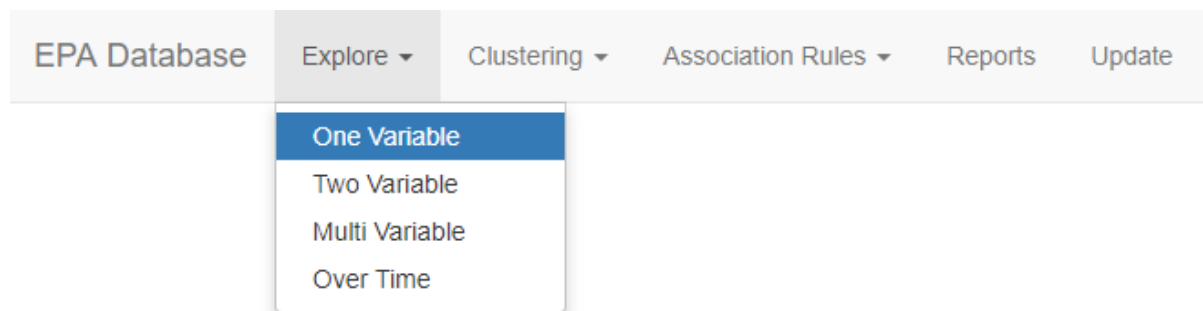 EPA Database Explore Clustering Association Rules Reports Update
One Variable
Two Variable
Multi Variable
Over Time